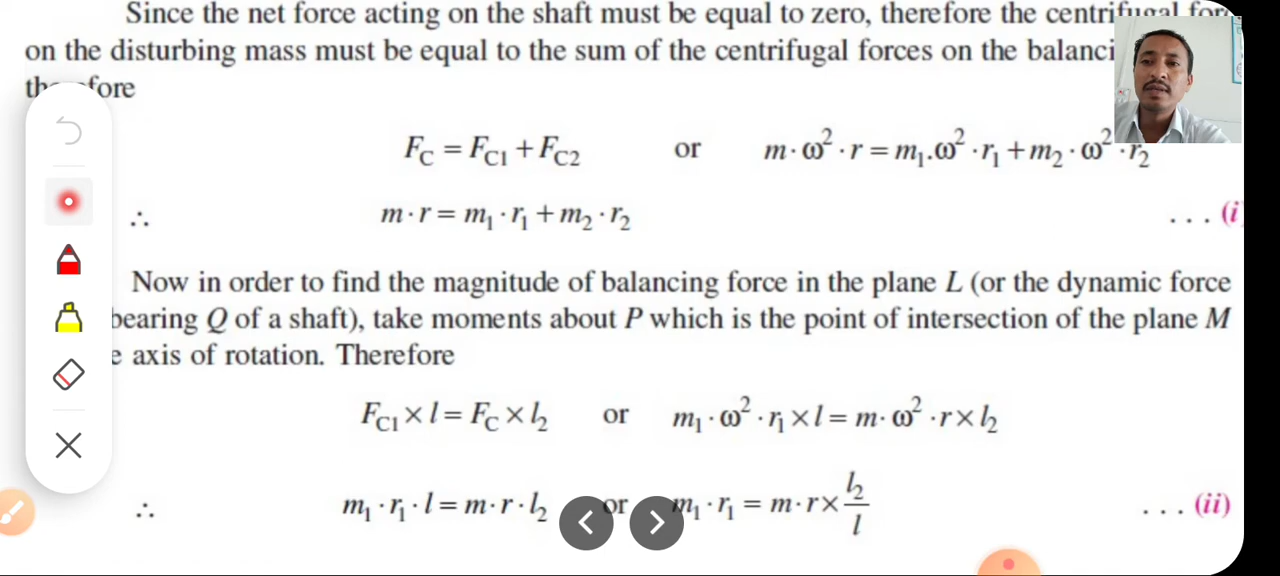 Since the net force acting on the shaft must be equal to zero, therefore the centrifugal
on the disturbing mass must be equal to the sum of the centrifugal forces on the
F_C = F_C1 + F_C2 or m · ω² · r = m₁.ω² · r₁ + m₂ · ω² · r₂
∴ m · r = m₁ · r₁ + m₂ · r₂ . . . (i
Now in order to find the magnitude of balancing force in the plane L (or the dynamic force
bearing Q of a shaft), take moments about P which is the point of intersection of the plane M
axis of rotation. Therefore
F_C1 × l = F_C × l₂ or m₁ · ω² · r₁ × l = m · ω² · r × l₂
∴ m₁ · r₁ · l = m · r · l₂ or m₁ · r₁ = m · r × l₂/l . . . (ii)